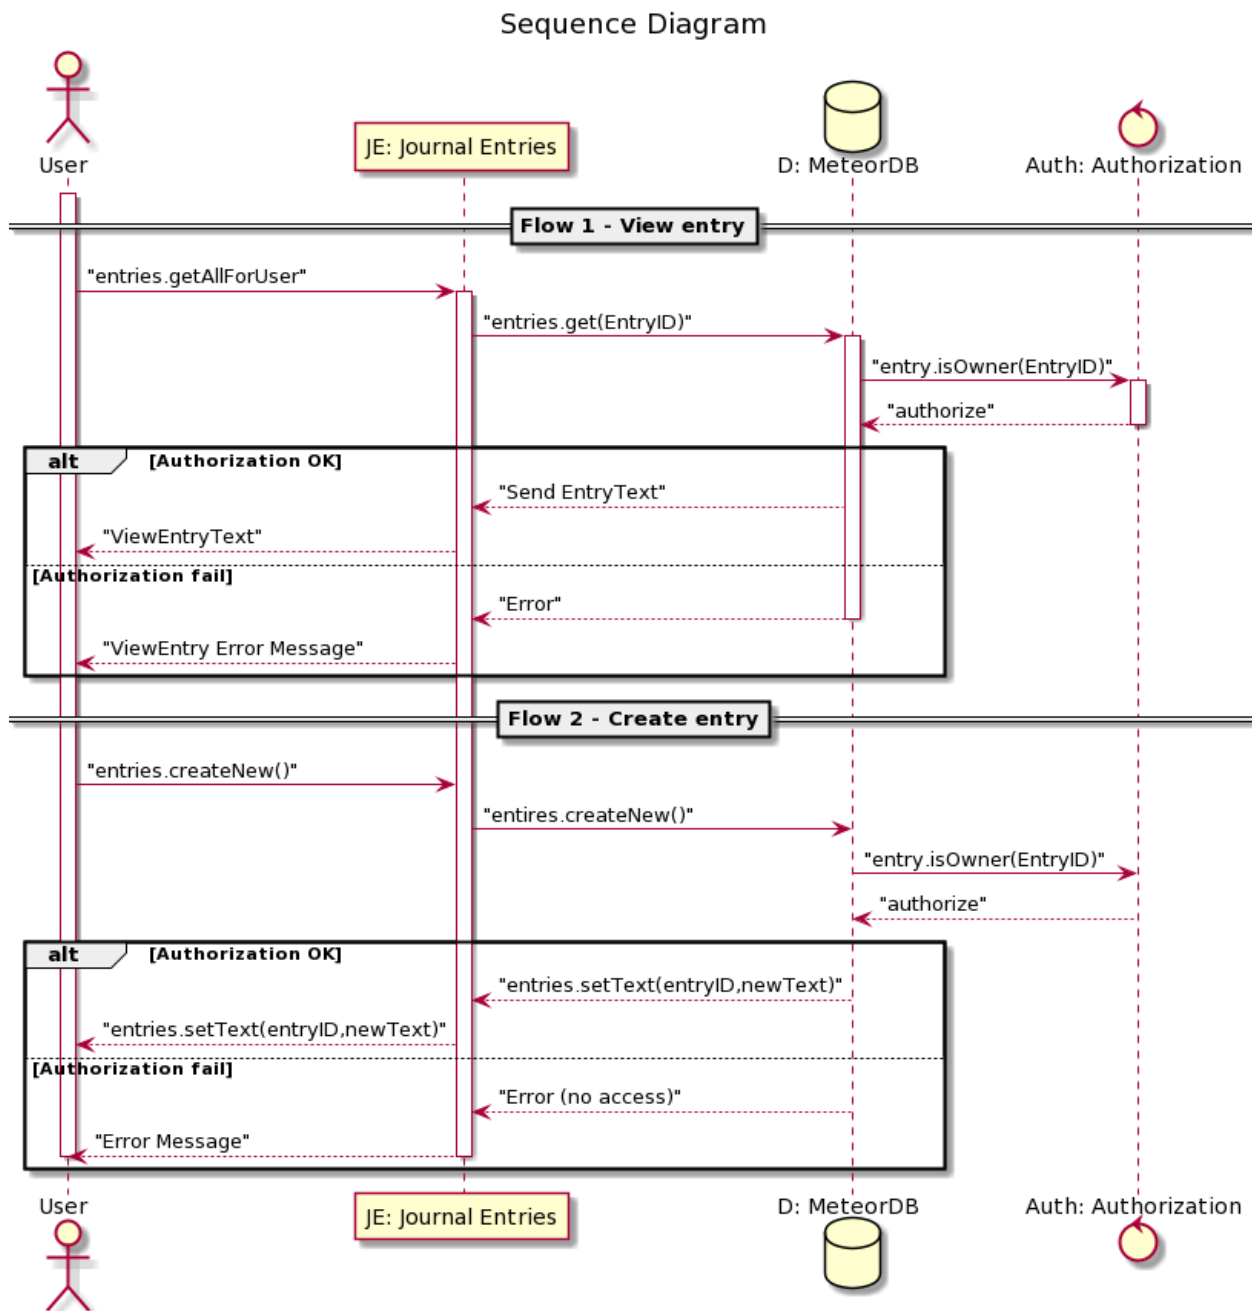 Sequence Diagram
User
JE: Journal Entries
D: MeteorDB
Auth: Authorization
Flow 1 - View entry
"entries.getAllForUser"
"entries.get(EntryID)"
"entry.isOwner(EntryID)"
"authorize"
alt [Authorization OK]
"Send EntryText"
"ViewEntryText"
[Authorization fail]
"Error"
"ViewEntry Error Message"
Flow 2 - Create entry
"entries.createNew()"
"entires.createNew()"
"entry.isOwner(EntryID)"
"authorize"
alt [Authorization OK]
"entries.setText(entryID,newText)"
"entries.setText(entryID,newText)"
[Authorization fail]
"Error (no access)"
"Error Message"
User
JE: Journal Entries
D: MeteorDB
Auth: Authorization